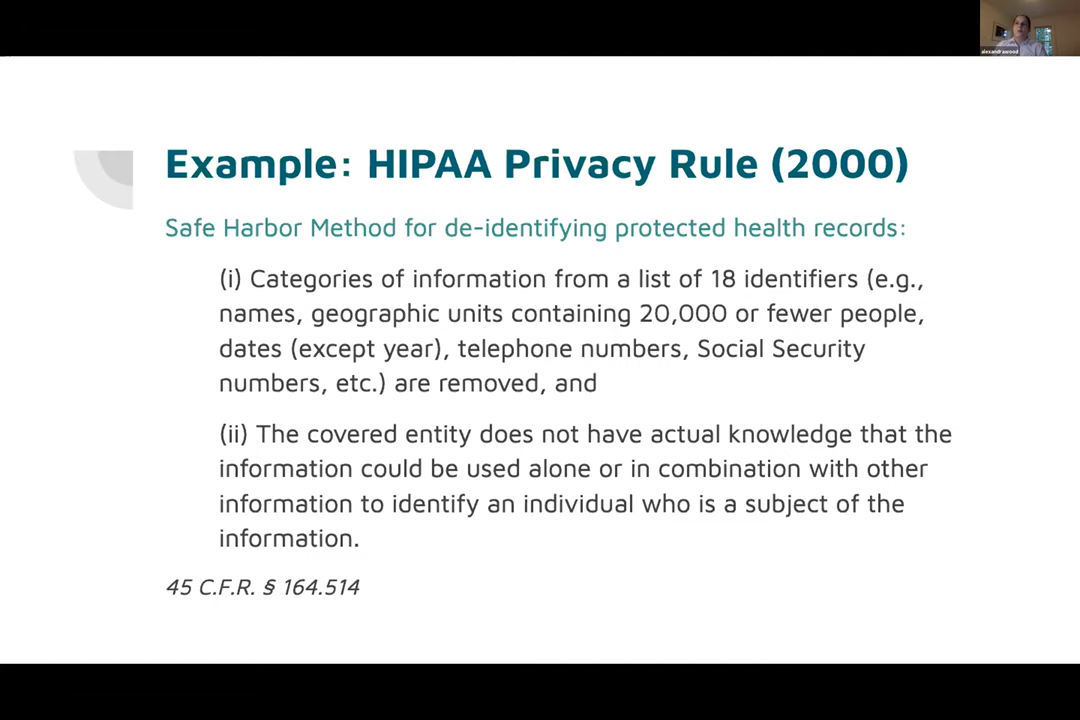 alexandrawood
Example: HIPAA Privacy Rule (2000)
Safe Harbor Method for de-identifying protected health records:
(i) Categories of information from a list of 18 identifiers (e.g.,
names, geographic units containing 20,000 or fewer people,
dates (except year), telephone numbers, Social Security
numbers, etc.) are removed, and
(ii) The covered entity does not have actual knowledge that the
information could be used alone or in combination with other
information to identify an individual who is a subject of the
information.
45 C.F.R. § 164.514